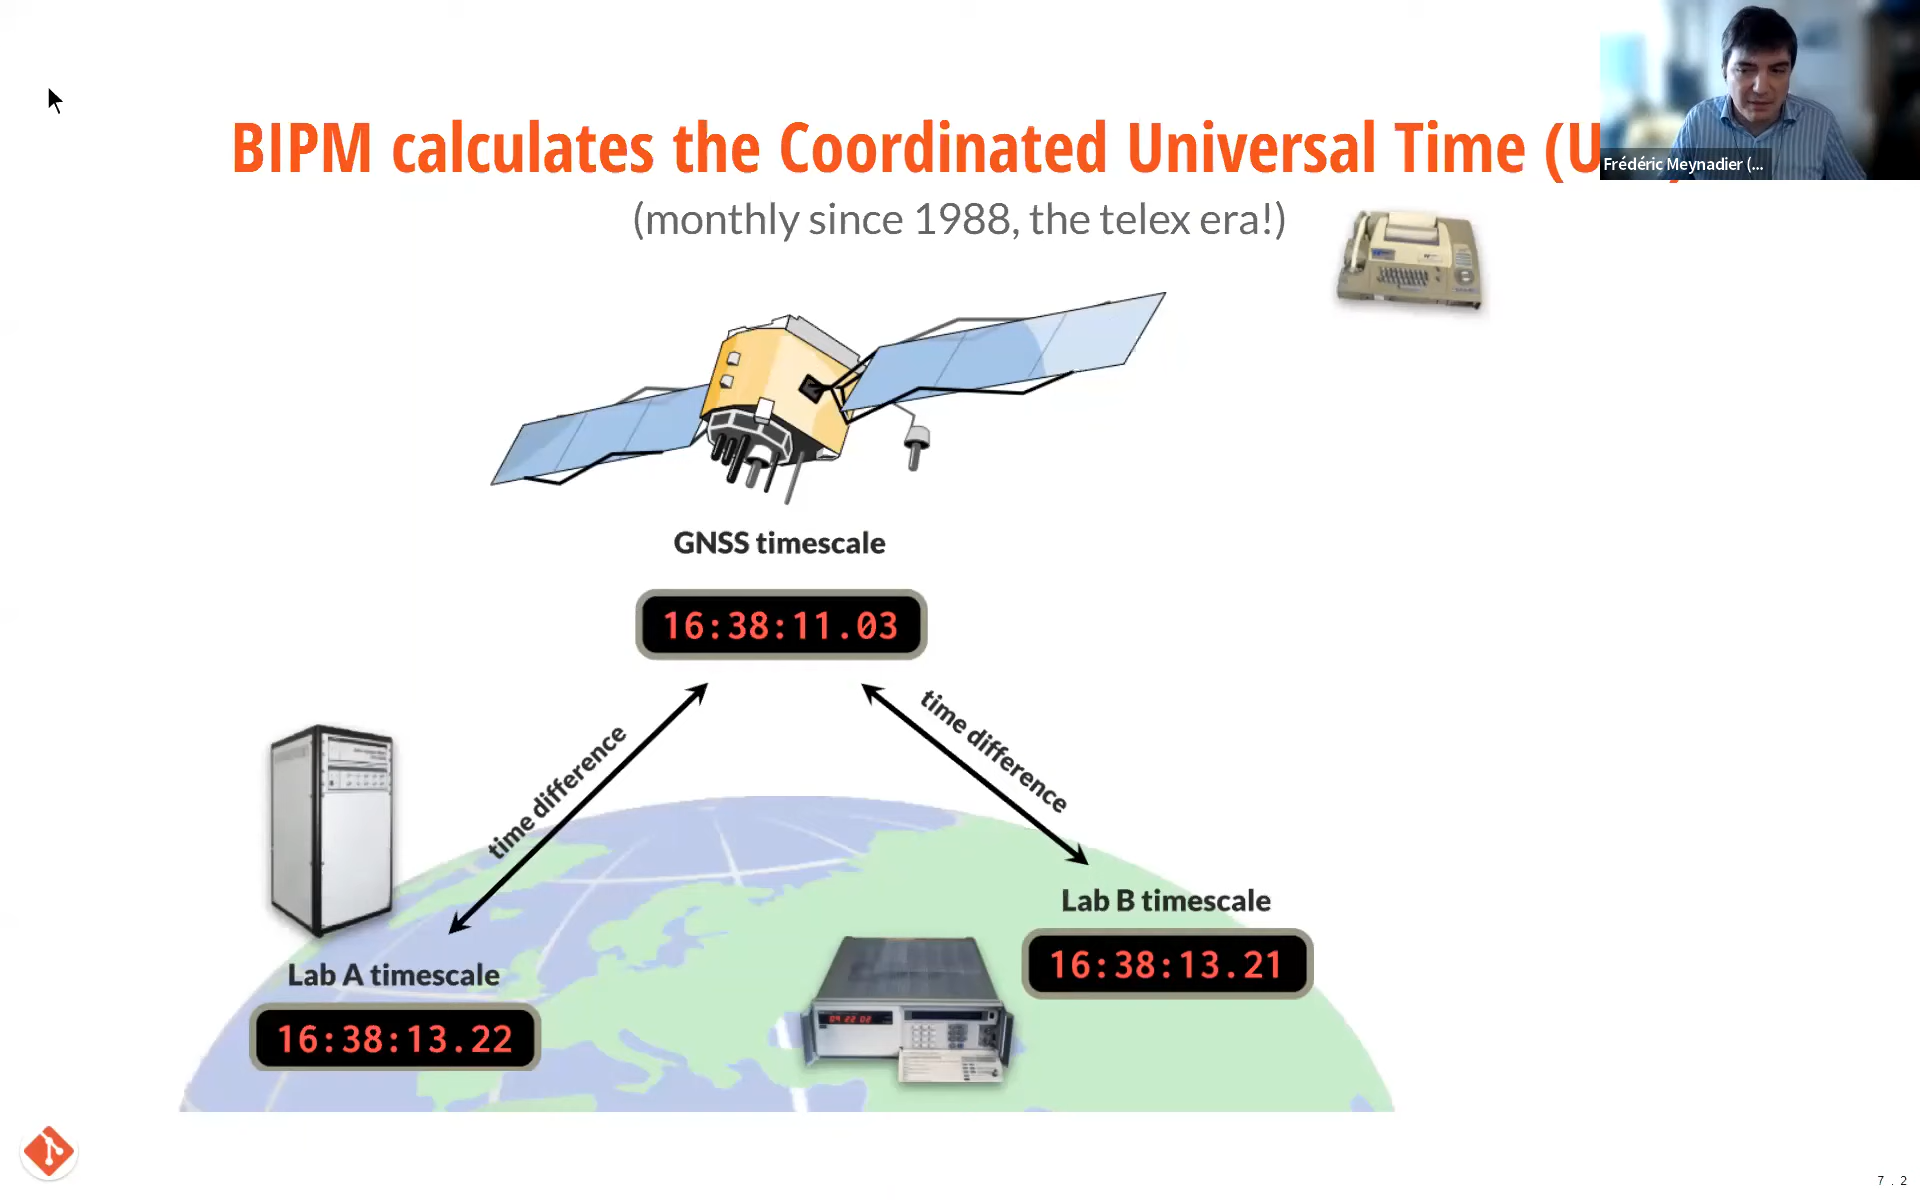 BIPM calculates the Coordinated Universal Time (U
Frédéric Meynadier (...
(monthly since 1988, the telex era!)
GNSS timescale
16:38:11.03
time difference
time difference
Lab B timescale
16:38:13.21
Lab A timescale
16:38:13.22
7 . 2